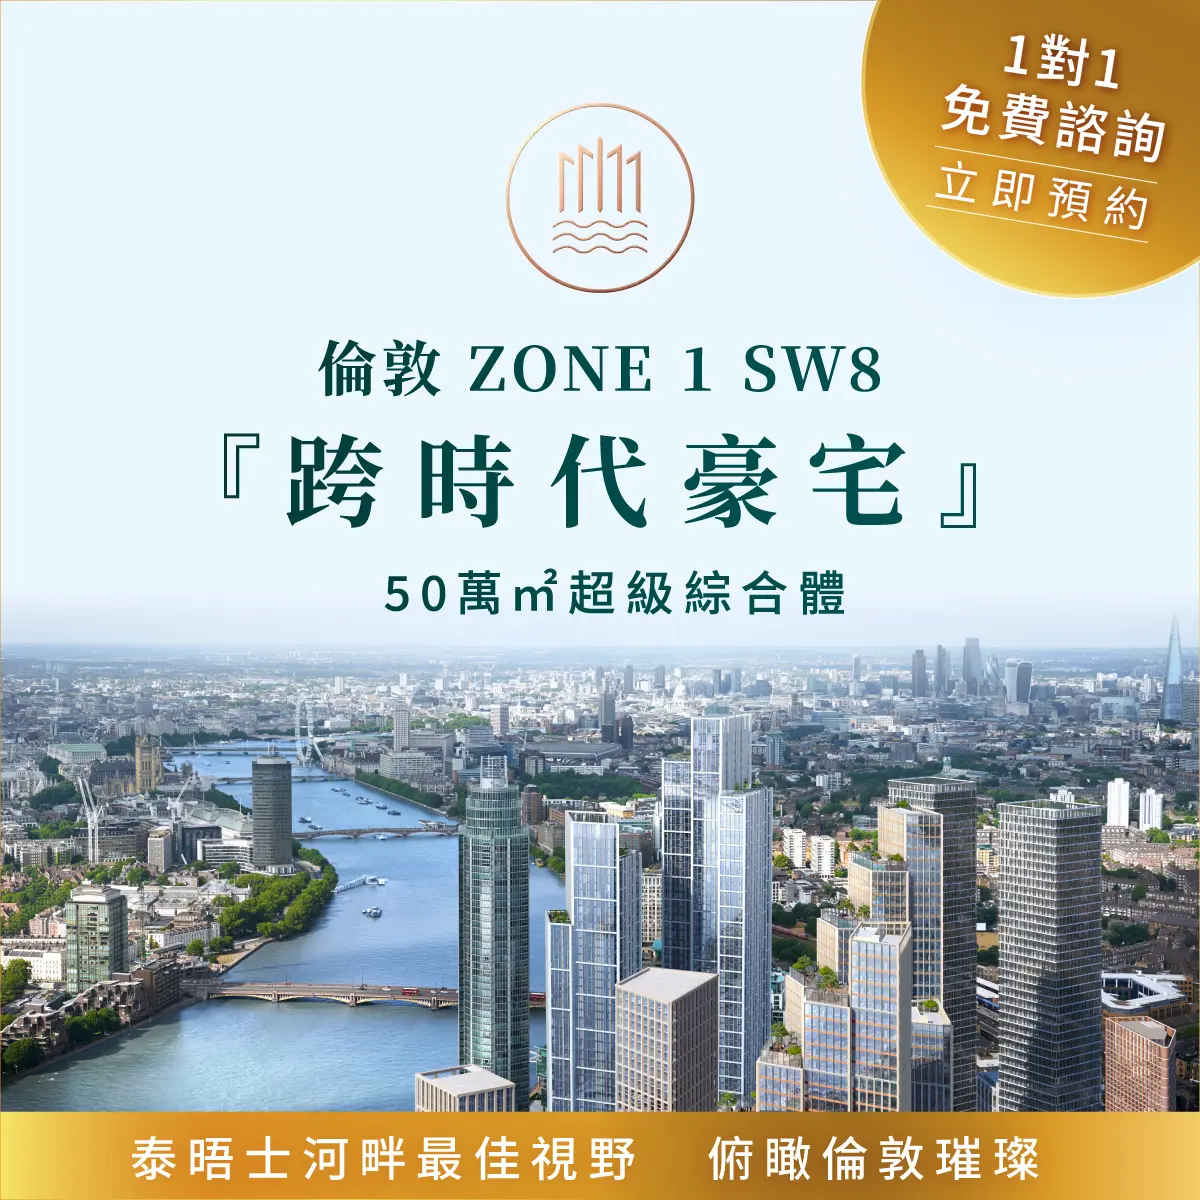 1對1
免費諮詢
立即預約
倫敦 ZONE 1 SW8
『跨時代豪宅』
50萬㎡超級綜合體
泰晤士河畔最佳視野 俯瞰倫敦璀璨